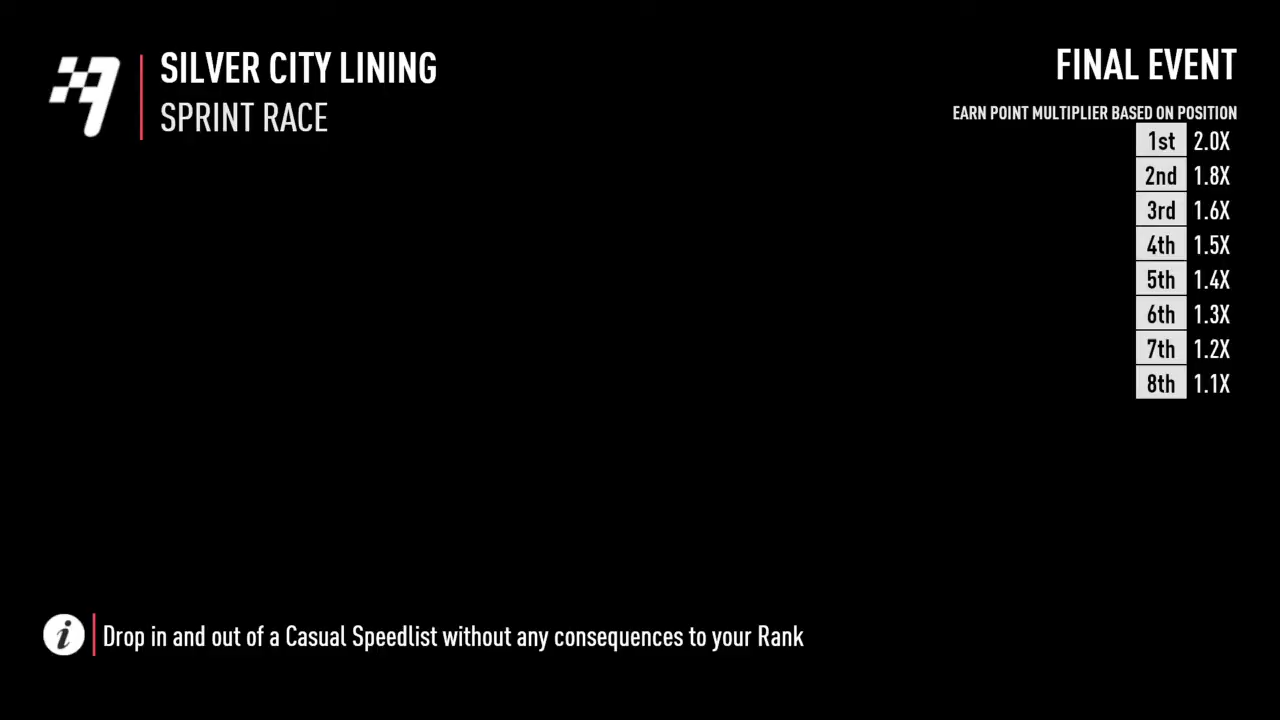 SILVER CITY LINING
SPRINT RACE
FINAL EVENT
EARN POINT MULTIPLIER BASED ON POSITION
1st 2.0X
2nd 1.8X
3rd 1.6X
4th 1.5X
5th 1.4X
6th 1.3X
7th 1.2X
8th 1.1X
i Drop in and out of a Casual Speedlist without any consequences to your Rank